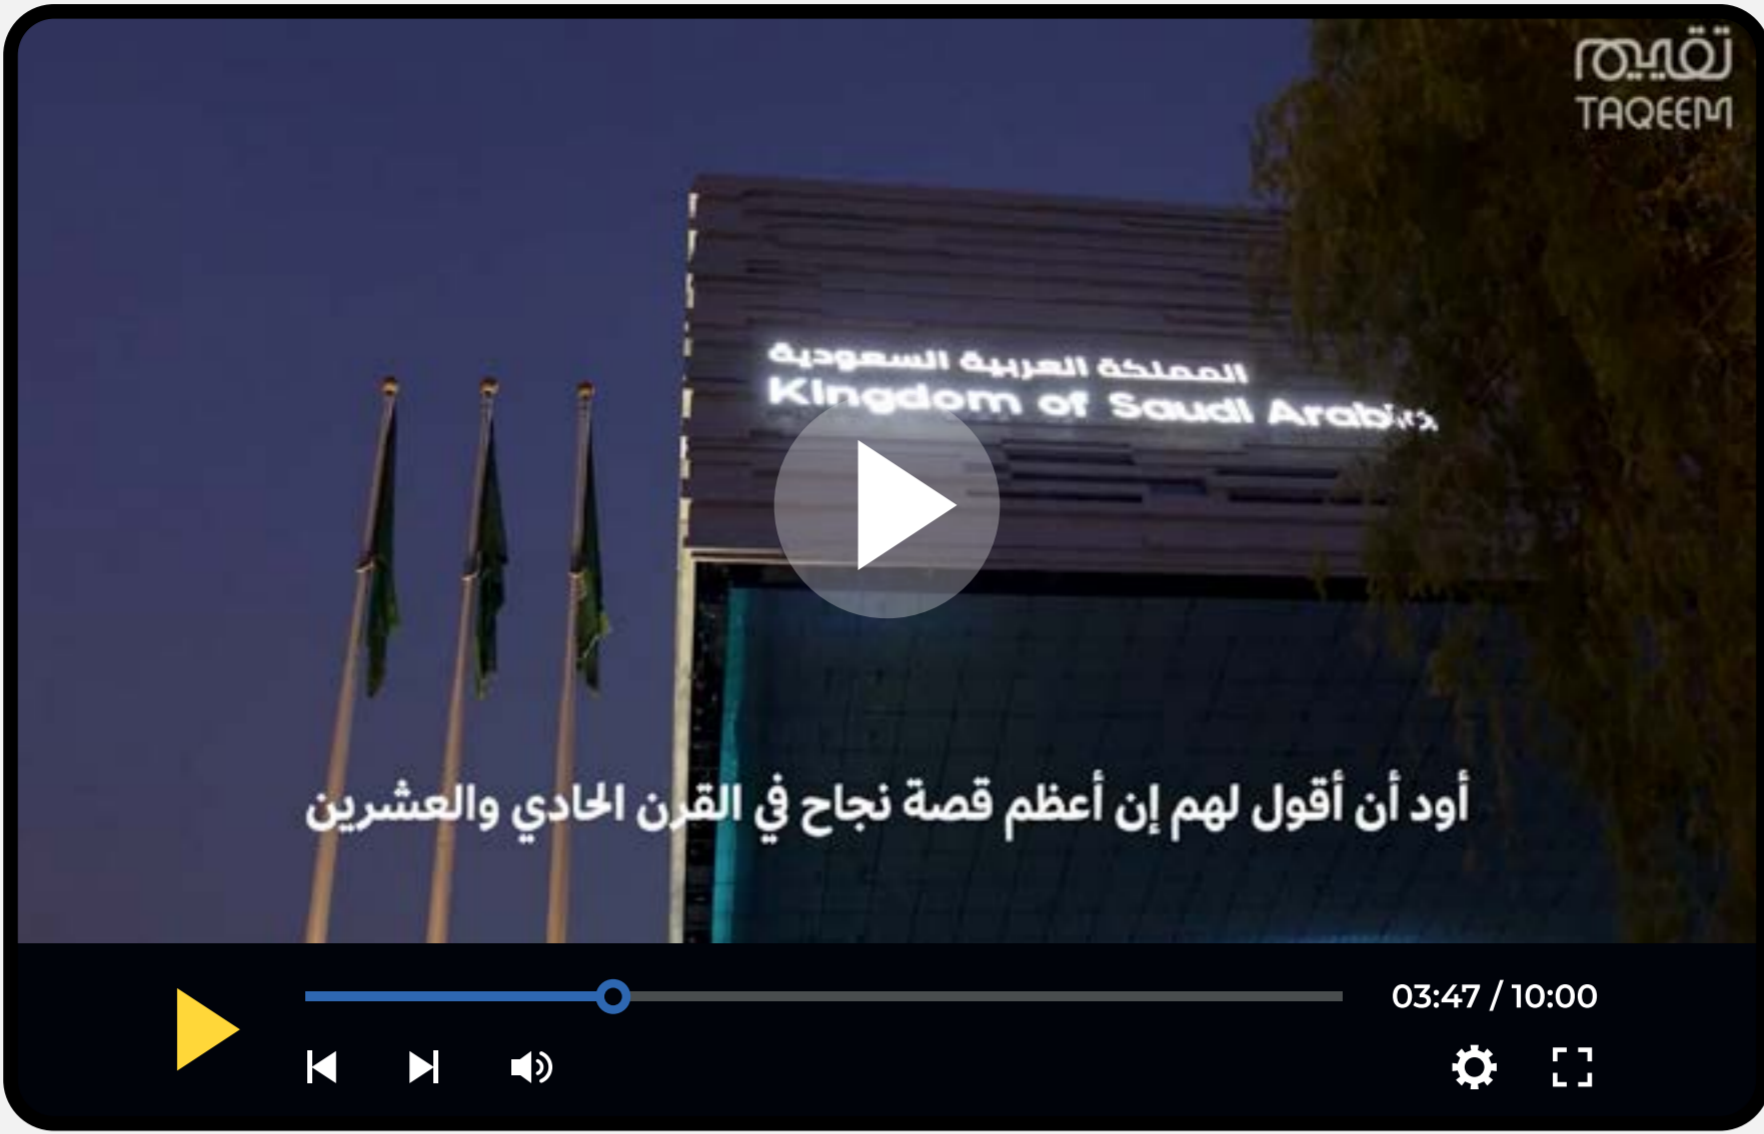 تقييم
TAQEEM
المملكة العربية السعودية
Kingdom of Saudi Arabia
أود أن أقول لهم إن أعظم قصة نجاح في القرن الحادي والعشرين
03:47 / 10:00